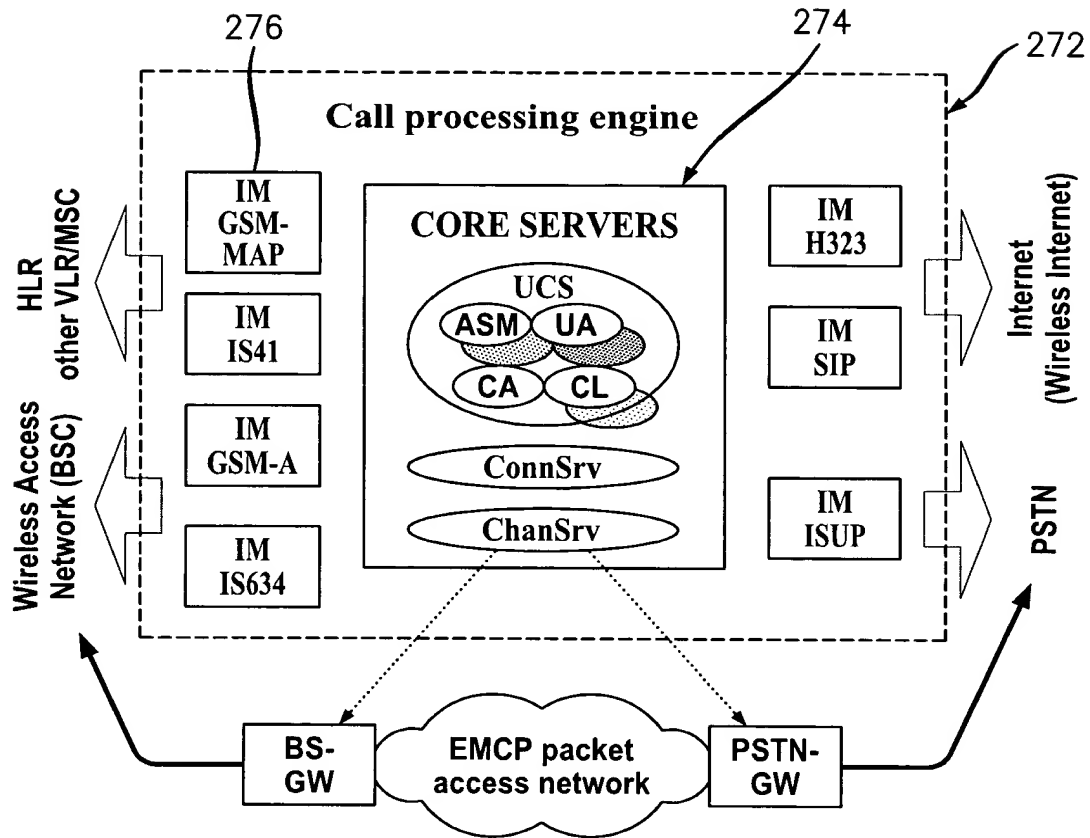 276
274
272
Call processing engine
HLR
other VLR/MSC
Wireless Access
Network (BSC)
IM
GSM-
MAP
IM
IS41
IM
GSM-A
IM
IS634
CORE SERVERS
UCS
ASM
UA
CA
CL
ConnSrv
ChanSrv
IM
H323
IM
SIP
IM
ISUP
Internet
(Wireless Internet)
PSTN
BS-
GW
EMCP packet
access network
PSTN-
GW